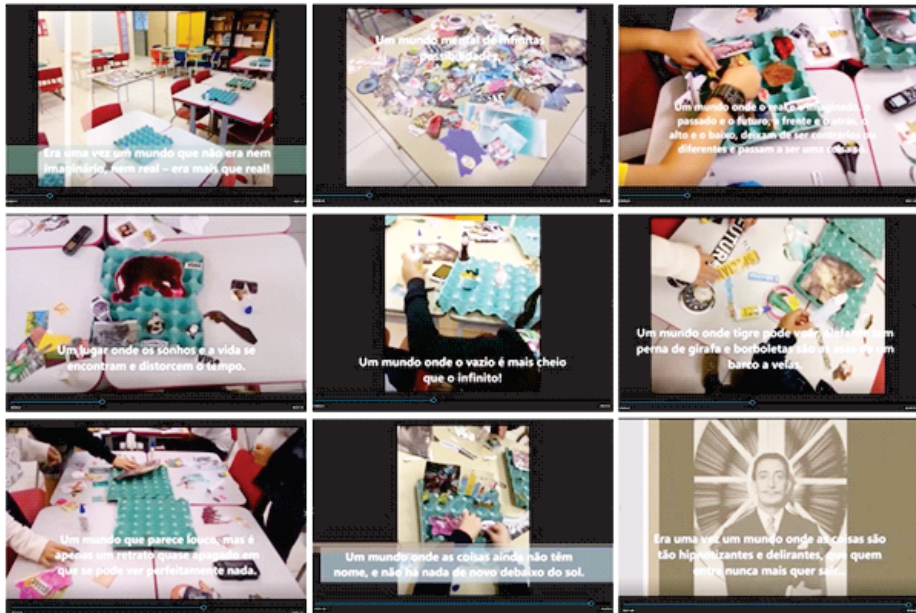 Era uma vez um mundo que não era nem
imaginário, nem real – era mais que real!
Um mundo mental de infinitas
possibilidades
Um mundo onde o real e o imaginado, o
passado e o futuro, a frente e o atrás, o
alto e o baixo, deixam de ser contrários ou
diferentes e passam a ser uma coisa só.
Um lugar onde os sonhos e a vida se
encontram e distorcem o tempo.
Um mundo onde o vazio é mais cheio
que o infinito!
FUTURO
Um mundo onde tigre pode voar, elefante tem
perna de girafa e borboletas são as asas de um
barco a velas.
Um mundo que parece louco, mas é
apenas um retrato quase apagado em
que se pode ver perfeitamente nada.
Um mundo onde as coisas ainda não têm
nome, e não há nada de novo debaixo do sol.
Era uma vez um mundo onde as coisas são
tão hipnotizantes e delirantes, que quem
entra nunca mais quer sair...